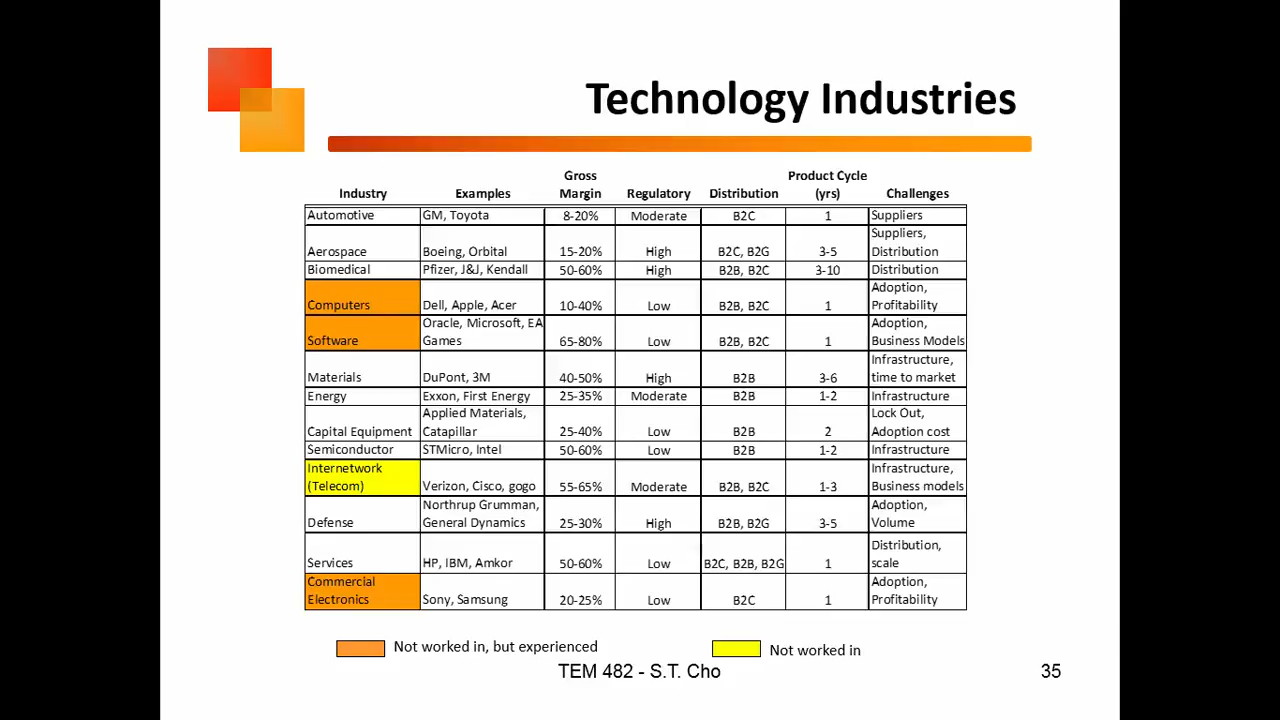 Technology Industries
Industry Examples Gross Margin Regulatory Distribution Product Cycle (yrs) Challenges
Automotive GM, Toyota 8-20% Moderate B2C 1 Suppliers
Aerospace Boeing, Orbital 15-20% High B2C, B2G 3-5 Suppliers, Distribution
Biomedical Pfizer, J&J, Kendall 50-60% High B2B, B2C 3-10 Distribution
Computers Dell, Apple, Acer 10-40% Low B2B, B2C 1 Adoption, Profitability
Software Oracle, Microsoft, EA Games 65-80% Low B2B, B2C 1 Adoption, Business Models
Materials DuPont, 3M 40-50% High B2B 3-6 Infrastructure, time to market
Energy Exxon, First Energy 25-35% Moderate B2B 1-2 Infrastructure
Capital Equipment Applied Materials, Catapillar 25-40% Low B2B 2 Lock Out, Adoption cost
Semiconductor STMicro, Intel 50-60% Low B2B 1-2 Infrastructure
Internetwork (Telecom) Verizon, Cisco, gogo 55-65% Moderate B2B, B2C 1-3 Infrastructure, Business models
Defense Northrup Grumman, General Dynamics 25-30% High B2B, B2G 3-5 Adoption, Volume
Services HP, IBM, Amkor 50-60% Low B2C, B2B, B2G 1 Distribution, scale
Commercial Electronics Sony, Samsung 20-25% Low B2C 1 Adoption, Profitability
Not worked in, but experienced
Not worked in
TEM 482 - S.T. Cho
35